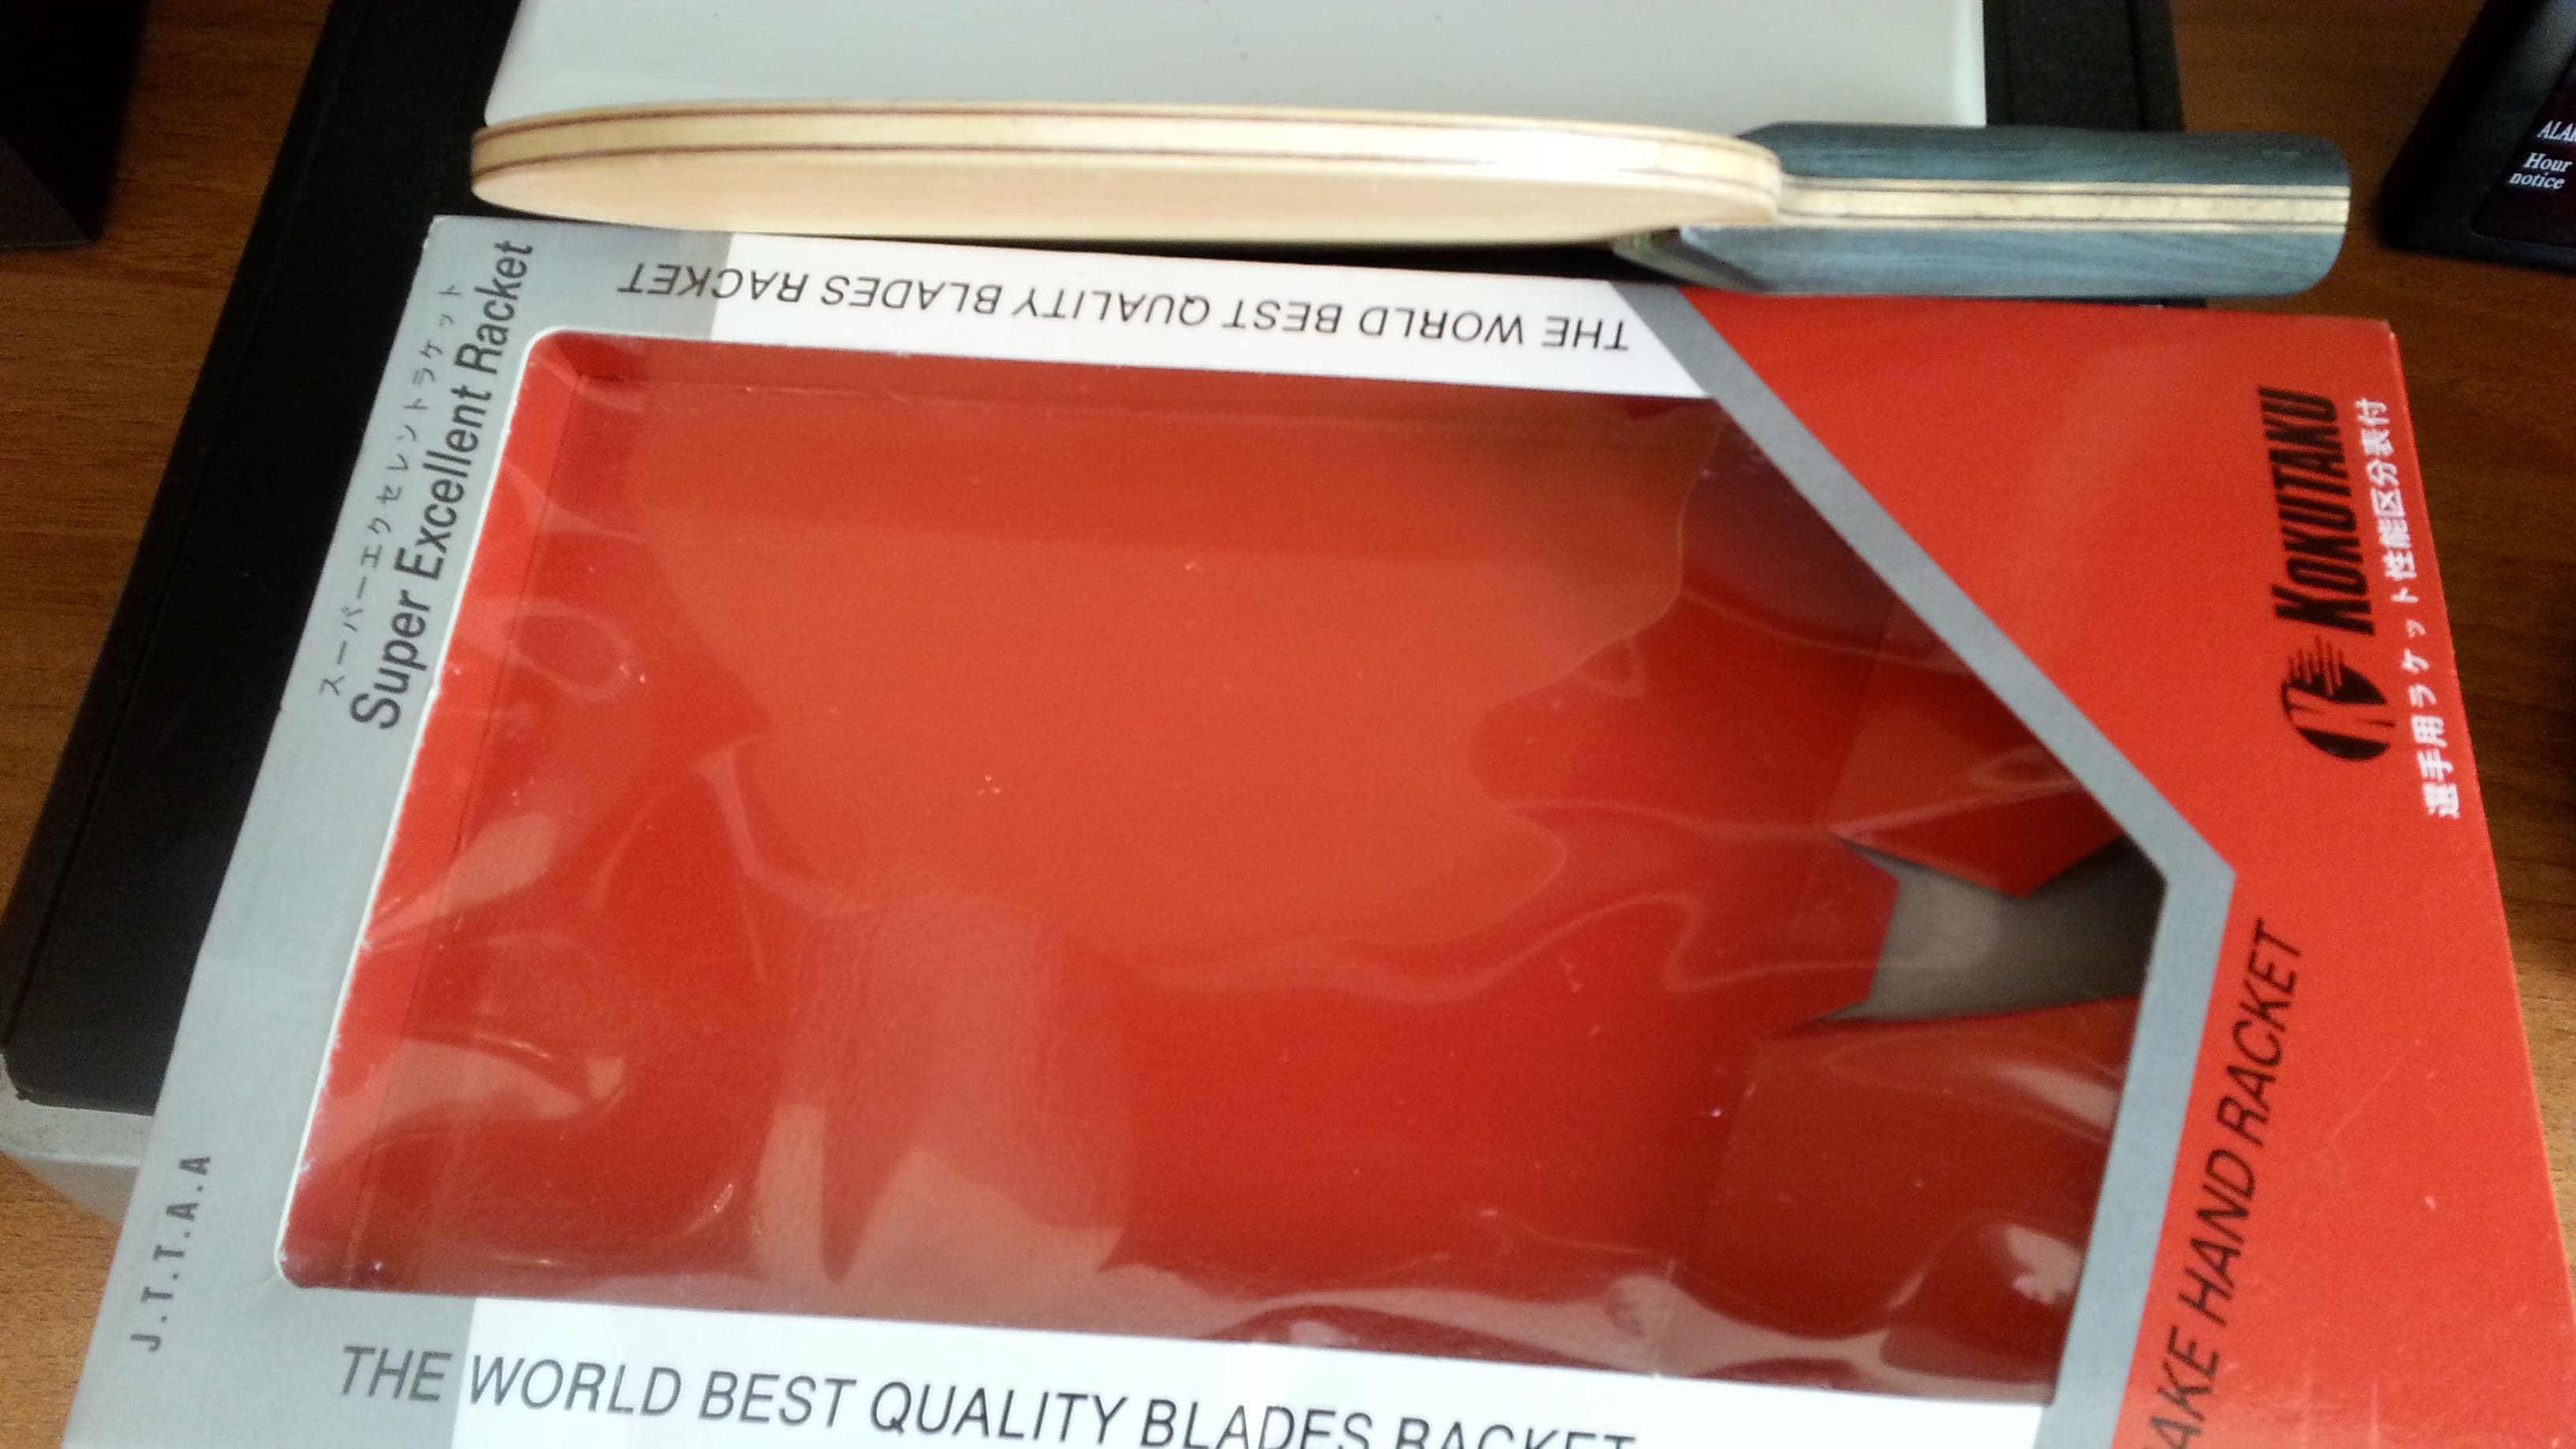 スーパーエクセレントラケット
Super Excellent Racket
J.T.T.A.A
THE WORLD BEST QUALITY BLADES RACKET
KOKUTAKU
選手用ラケット性能区分表付
HAND RACKET
THE WORLD BEST QUALITY BLADES RACKET
Hour
notice